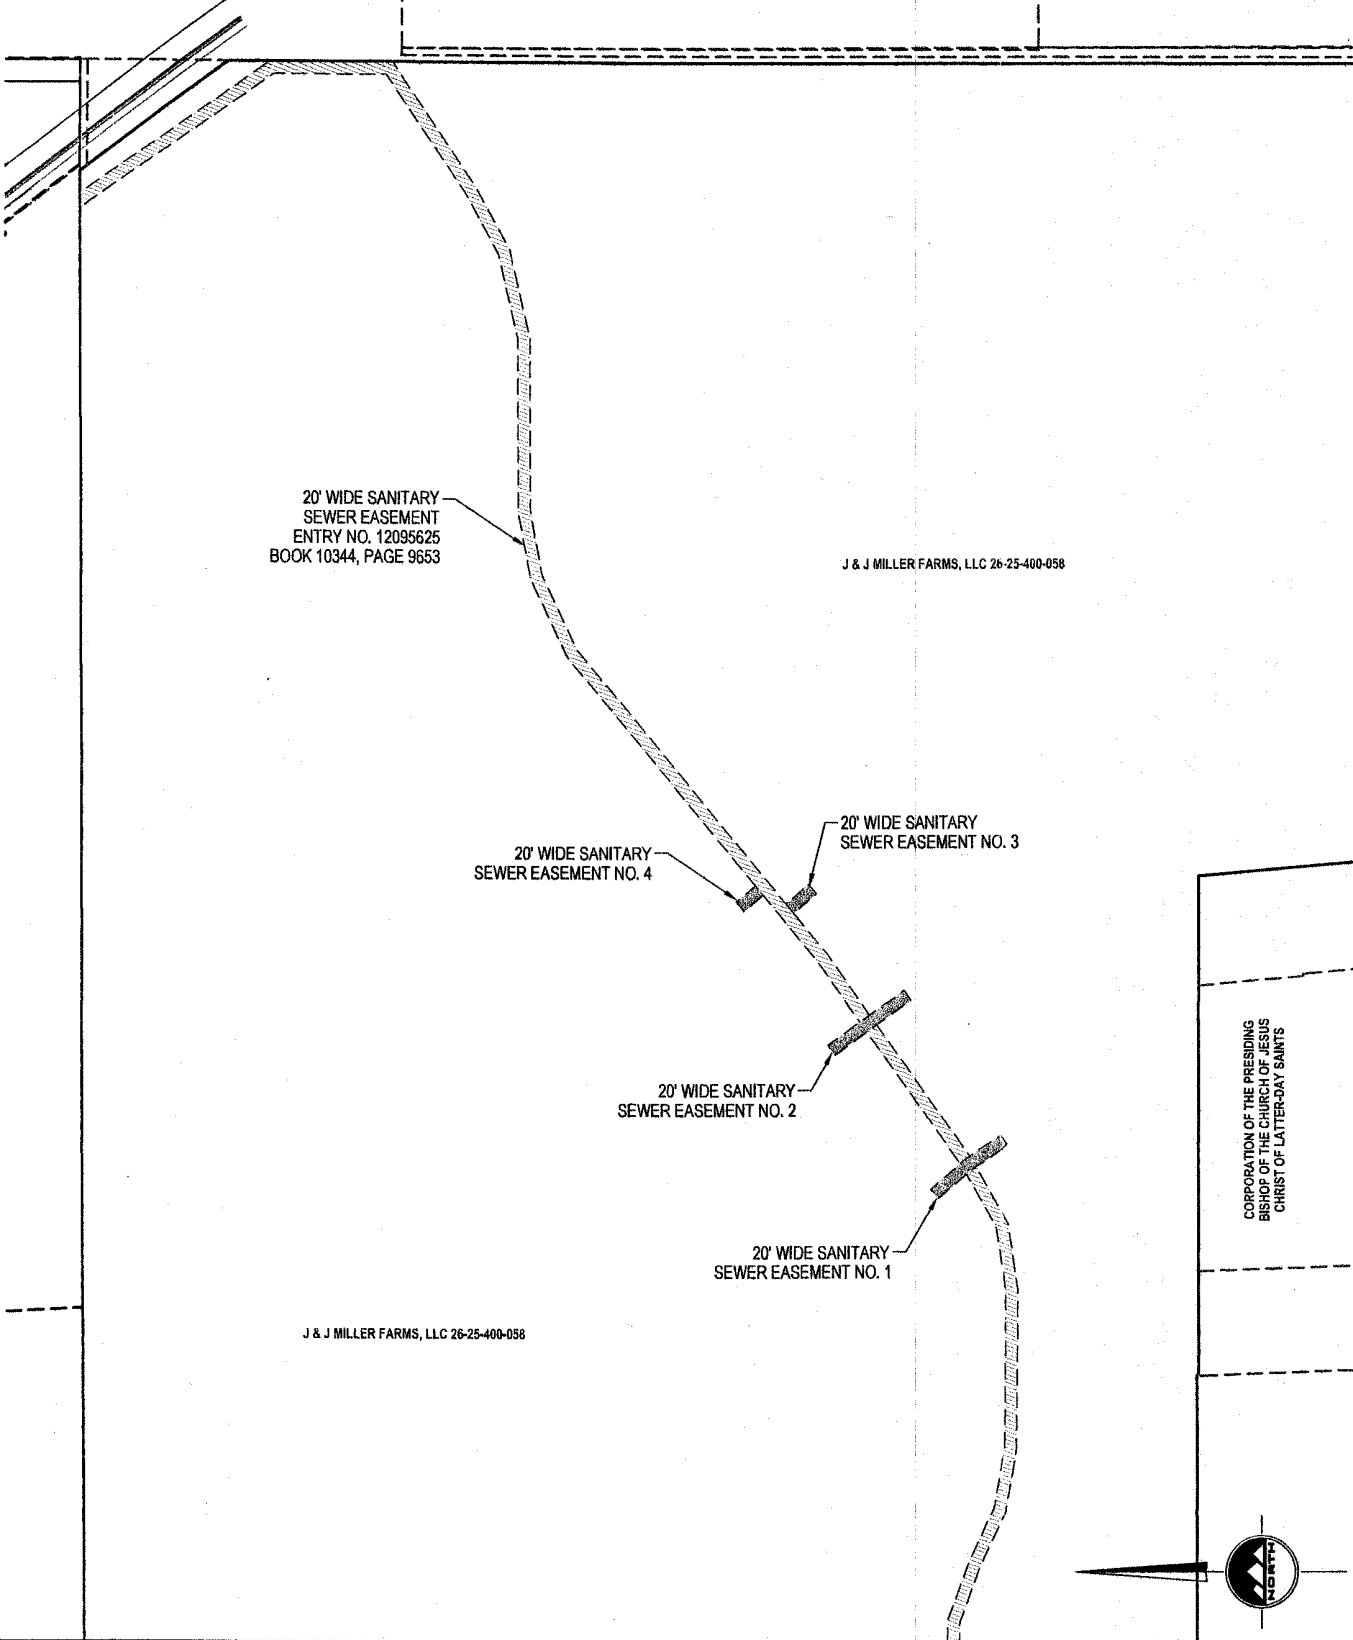 20' WIDE SANITARY
SEWER EASEMENT
ENTRY NO. 12095625
BOOK 10344, PAGE 9653
J & J MILLER FARMS, LLC 26-25-400-058
20' WIDE SANITARY
SEWER EASEMENT NO. 3
20' WIDE SANITARY
SEWER EASEMENT NO. 4
20' WIDE SANITARY
SEWER EASEMENT NO. 2
CORPORATION OF THE PRESIDING
BISHOP OF THE CHURCH OF JESUS
CHRIST OF LATTER-DAY SAINTS
20' WIDE SANITARY
SEWER EASEMENT NO. 1
J & J MILLER FARMS, LLC 26-25-400-058
NORTH